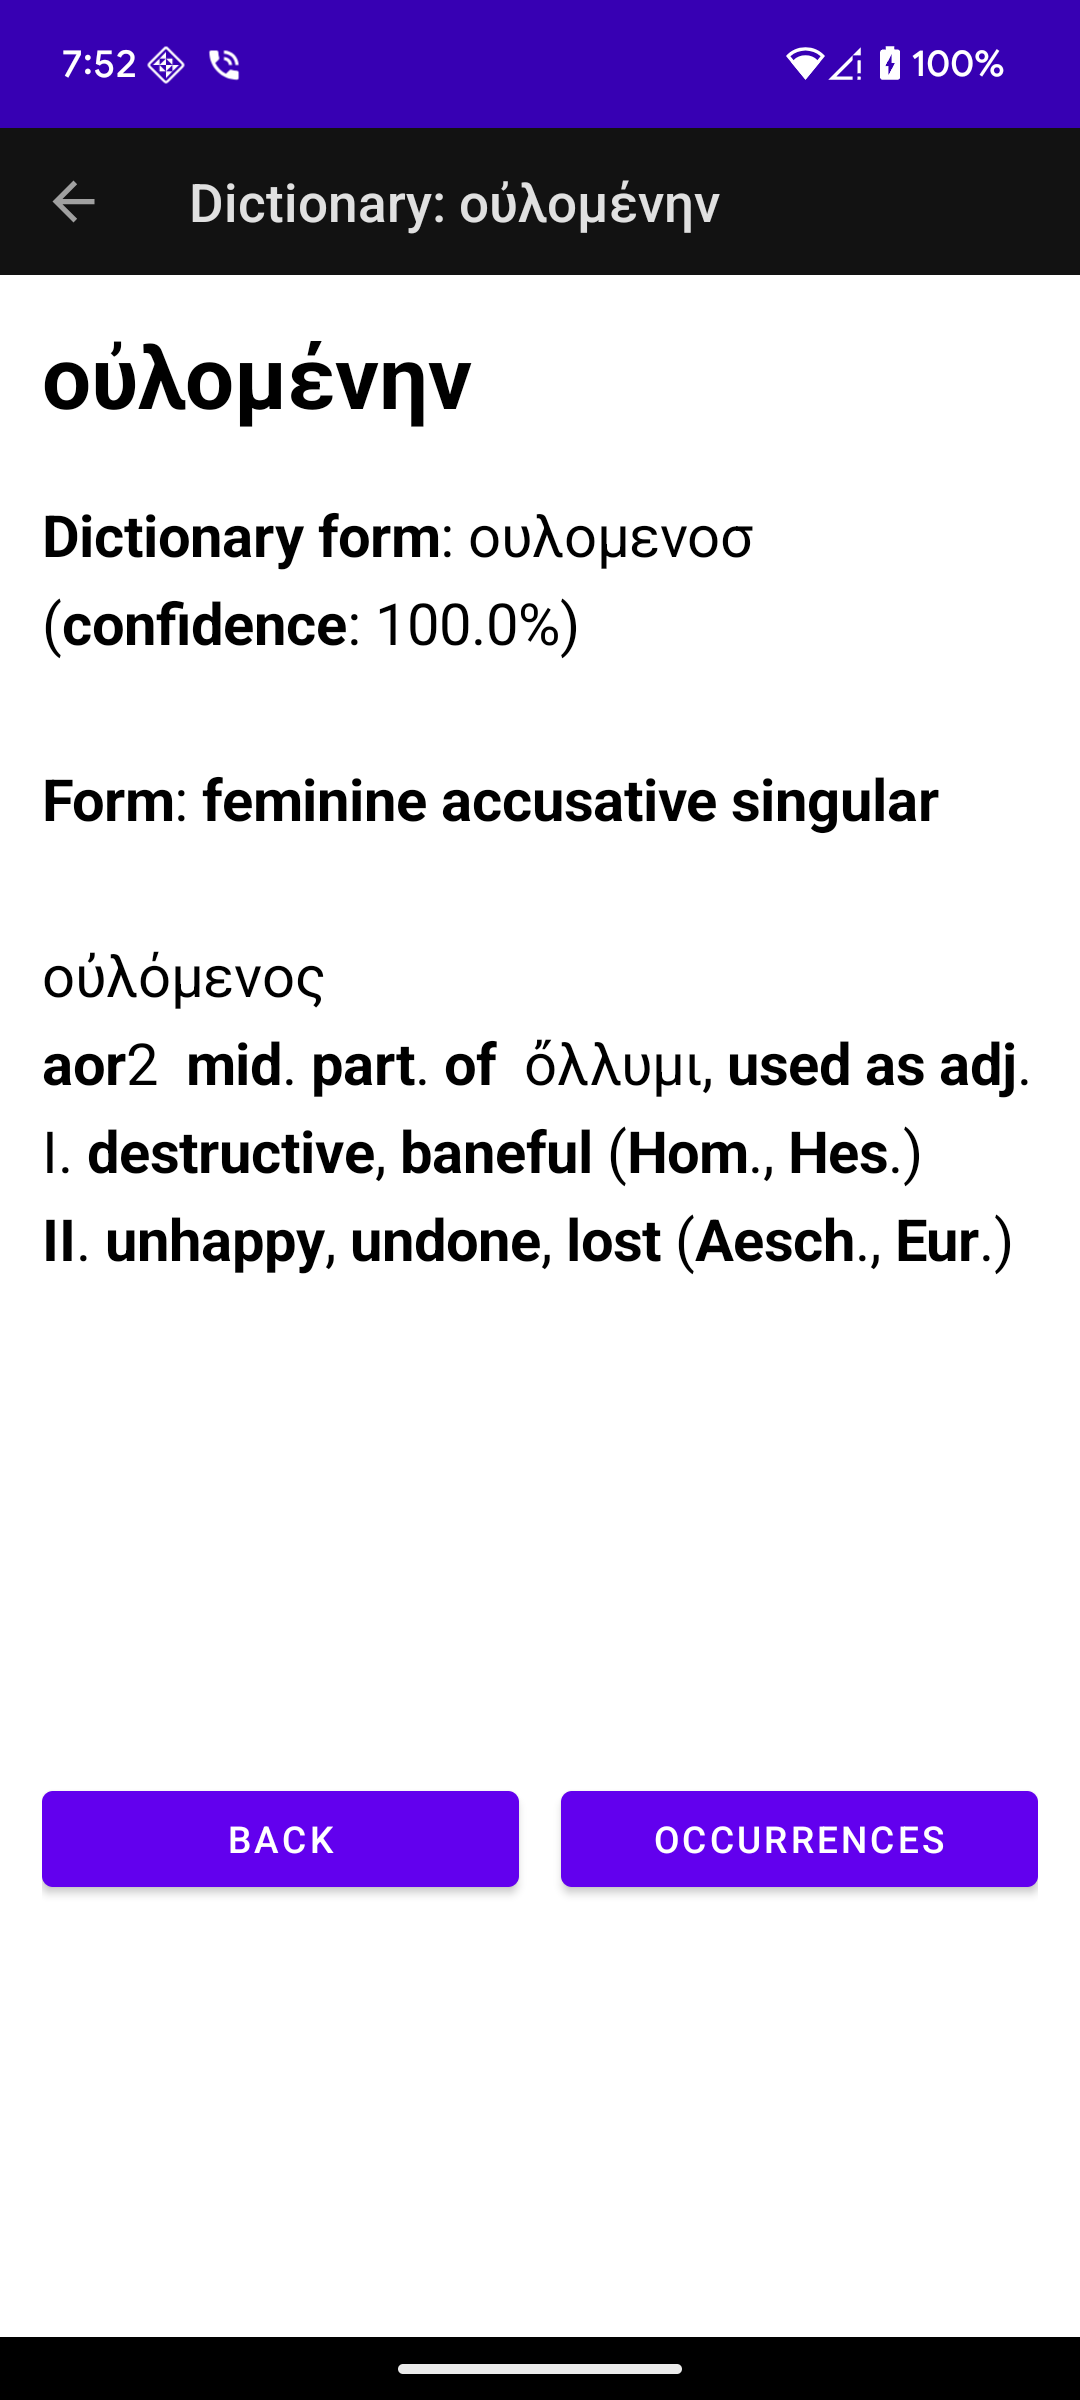 7:52 100%
Dictionary: οὐλομένην
οὐλομένην
Dictionary form: ουλομενοσ
(confidence: 100.0%)
Form: feminine accusative singular
οὐλόμενος
aor2 mid. part. of ὄλλυμι, used as adj.
I. destructive, baneful (Hom., Hes.)
II. unhappy, undone, lost (Aesch., Eur.)
BACK OCCURRENCES